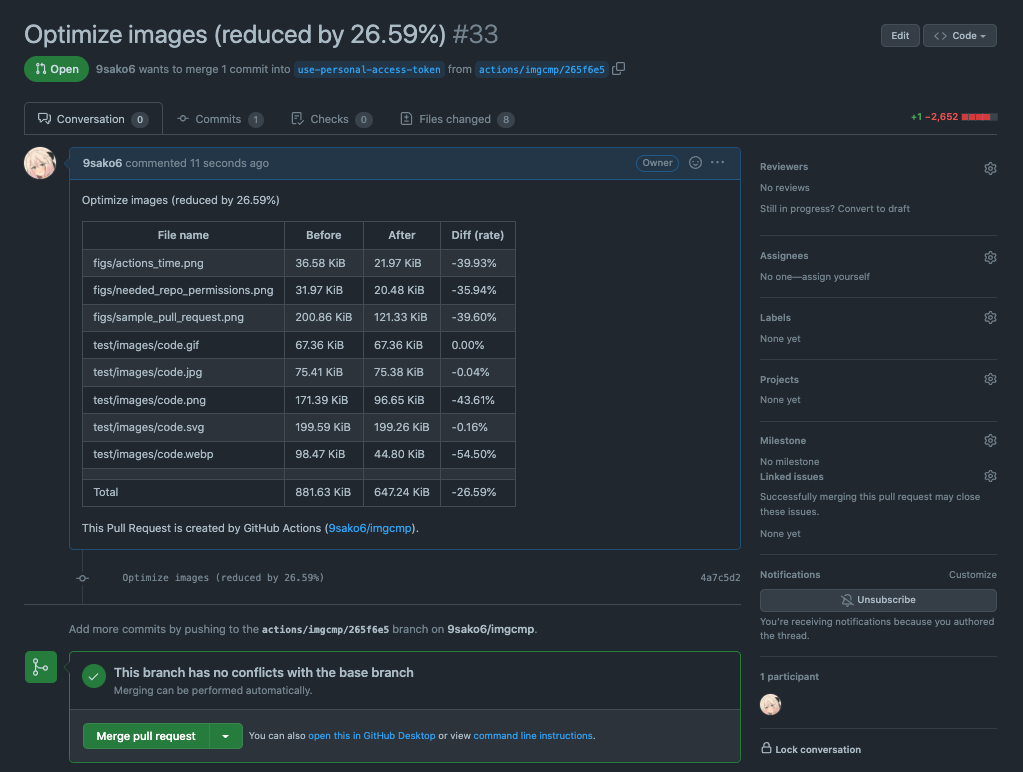 Optimize images (reduced by 26.59%) #33
Edit
<> Code
Open
9sako6 wants to merge 1 commit into use-personal-access-token from actions/imgcmp/265f6e5
Conversation 0
Commits 1
Checks 0
Files changed 8
+1 −2,652
9sako6 commented 11 seconds ago
Owner
Optimize images (reduced by 26.59%)
File name Before After Diff (rate)
figs/actions_time.png 36.58 KiB 21.97 KiB -39.93%
figs/needed_repo_permissions.png 31.97 KiB 20.48 KiB -35.94%
figs/sample_pull_request.png 200.86 KiB 121.33 KiB -39.60%
test/images/code.gif 67.36 KiB 67.36 KiB 0.00%
test/images/code.jpg 75.41 KiB 75.38 KiB -0.04%
test/images/code.png 171.39 KiB 96.65 KiB -43.61%
test/images/code.svg 199.59 KiB 199.26 KiB -0.16%
test/images/code.webp 98.47 KiB 44.80 KiB -54.50%
Total 881.63 KiB 647.24 KiB -26.59%
This Pull Request is created by GitHub Actions (9sako6/imgcmp).
Optimize images (reduced by 26.59%) 4a7c5d2
Add more commits by pushing to the actions/imgcmp/265f6e5 branch on 9sako6/imgcmp.
This branch has no conflicts with the base branch
Merging can be performed automatically.
Merge pull request
You can also open this in GitHub Desktop or view command line instructions.
Reviewers
No reviews
Still in progress? Convert to draft
Assignees
No one—assign yourself
Labels
None yet
Projects
None yet
Milestone
No milestone
Linked issues
Successfully merging this pull request may close
these issues.
None yet
Notifications Customize
Unsubscribe
You're receiving notifications because you authored
the thread.
1 participant
Lock conversation